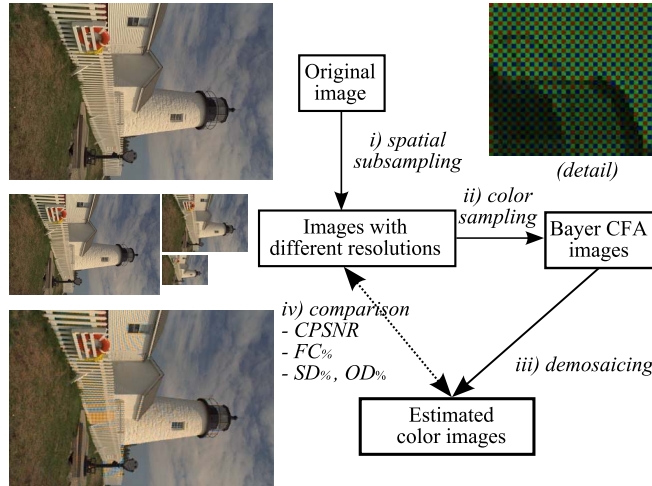 Original
image
i) spatial
subsampling
(detail)
ii) color
sampling
Images with
different resolutions
Bayer CFA
images
iv) comparison
- CPSNR
- FC%
- SD%, OD%
iii) demosaicing
Estimated
color images